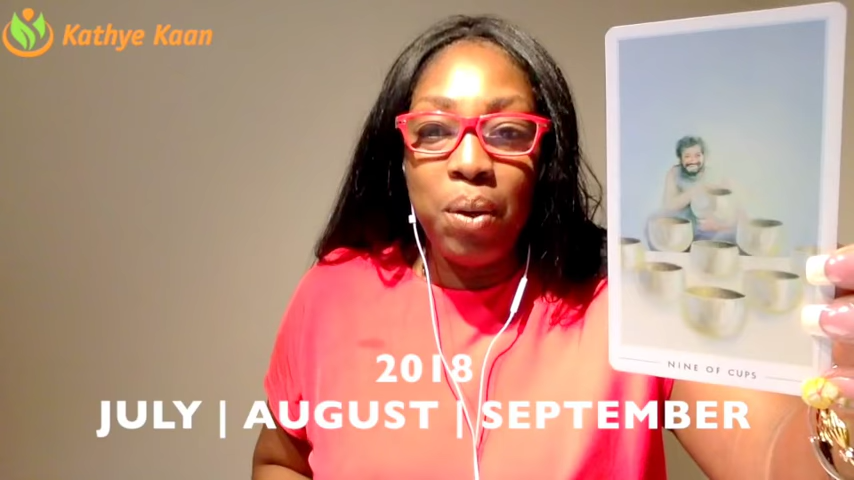 Kathye Kaan
NINE OF CUPS
2018
JULY | AUGUST | SEPTEMBER